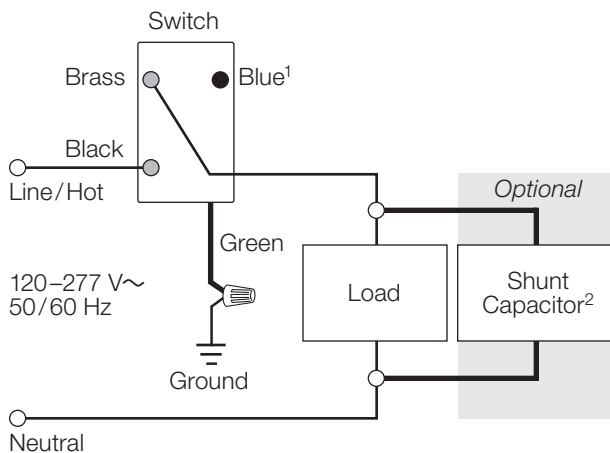 Switch
Brass
Blue¹
Black
Line/Hot
Optional
Green
120–277 V~
50/60 Hz
Load
Shunt
Capacitor²
Ground
Neutral